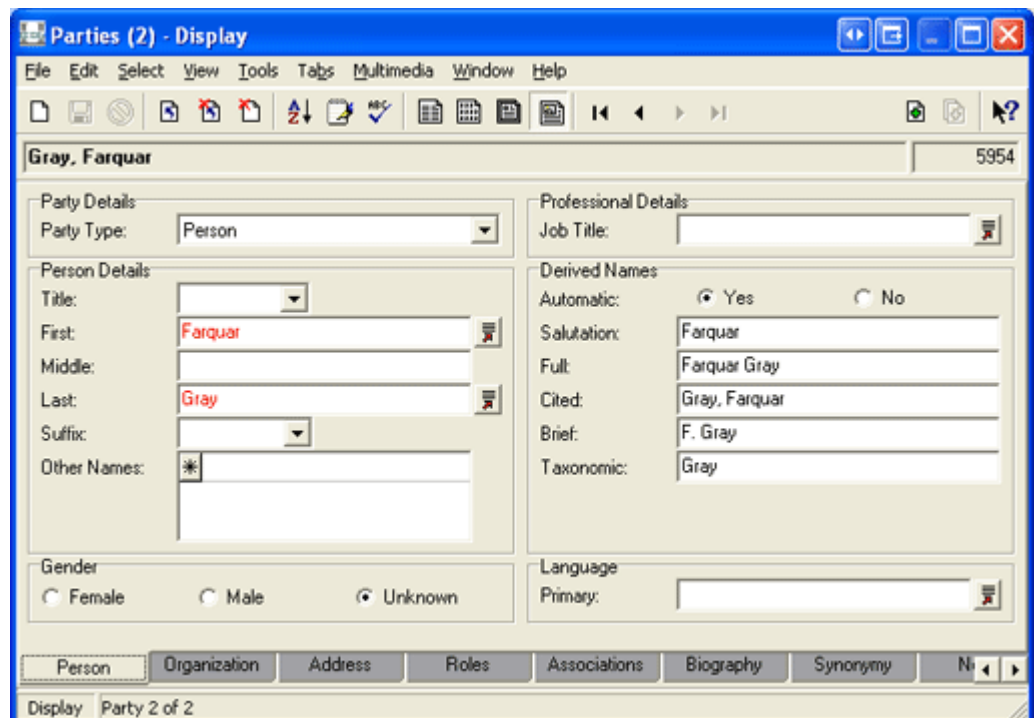 Parties (2) - Display
File Edit Select View Tools Tabs Multimedia Window Help
Gray, Farquar 5954
Party Details
Party Type: Person
Professional Details
Job Title:
Person Details
Title:
First: Farquar
Middle:
Last: Gray
Suffix:
Other Names:
Derived Names
Automatic: Yes No
Salutation: Farquar
Full: Farquar Gray
Cited: Gray, Farquar
Brief: F. Gray
Taxonomic: Gray
Gender
Female Male Unknown
Language
Primary:
Person Organization Address Roles Associations Biography Synonymy
Display Party 2 of 2